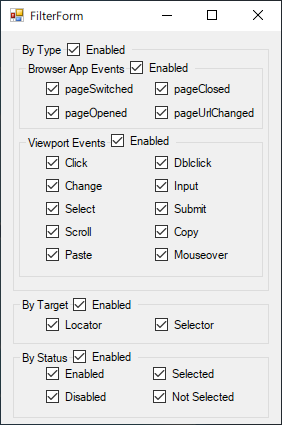 FilterForm
By Type Enabled
Browser App Events Enabled
pageSwitched pageClosed
pageOpened pageUrlChanged
Viewport Events Enabled
Click Dblclick
Change Input
Select Submit
Scroll Copy
Paste Mouseover
By Target Enabled
Locator Selector
By Status Enabled
Enabled Selected
Disabled Not Selected